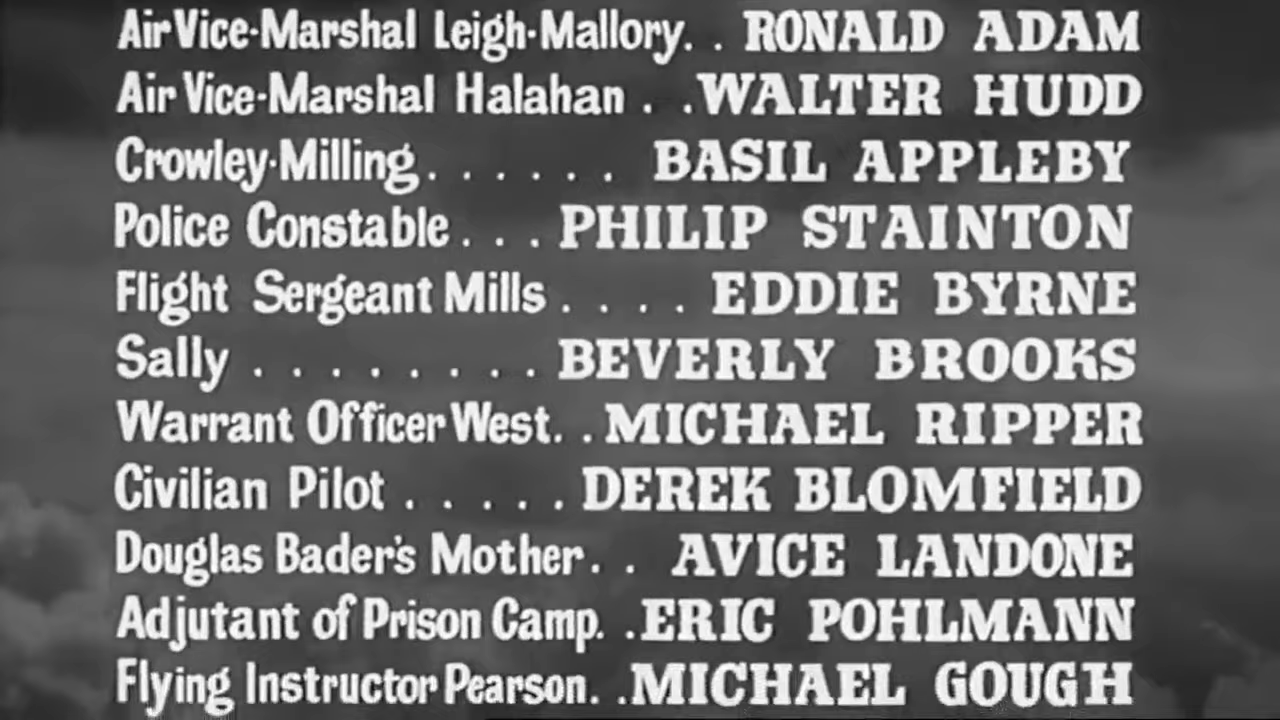 Air Vice-Marshal Leigh-Mallory. . RONALD ADAM
Air Vice-Marshal Halahan . . WALTER HUDD
Crowley-Milling. . . . . . BASIL APPLEBY
Police Constable . . . PHILIP STAINTON
Flight Sergeant Mills . . . . EDDIE BYRNE
Sally . . . . . . . . . BEVERLY BROOKS
Warrant Officer West. . MICHAEL RIPPER
Civilian Pilot . . . . . DEREK BLOMFIELD
Douglas Bader's Mother. . AVICE LANDONE
Adjutant of Prison Camp. . ERIC POHLMANN
Flying Instructor Pearson. . MICHAEL GOUGH